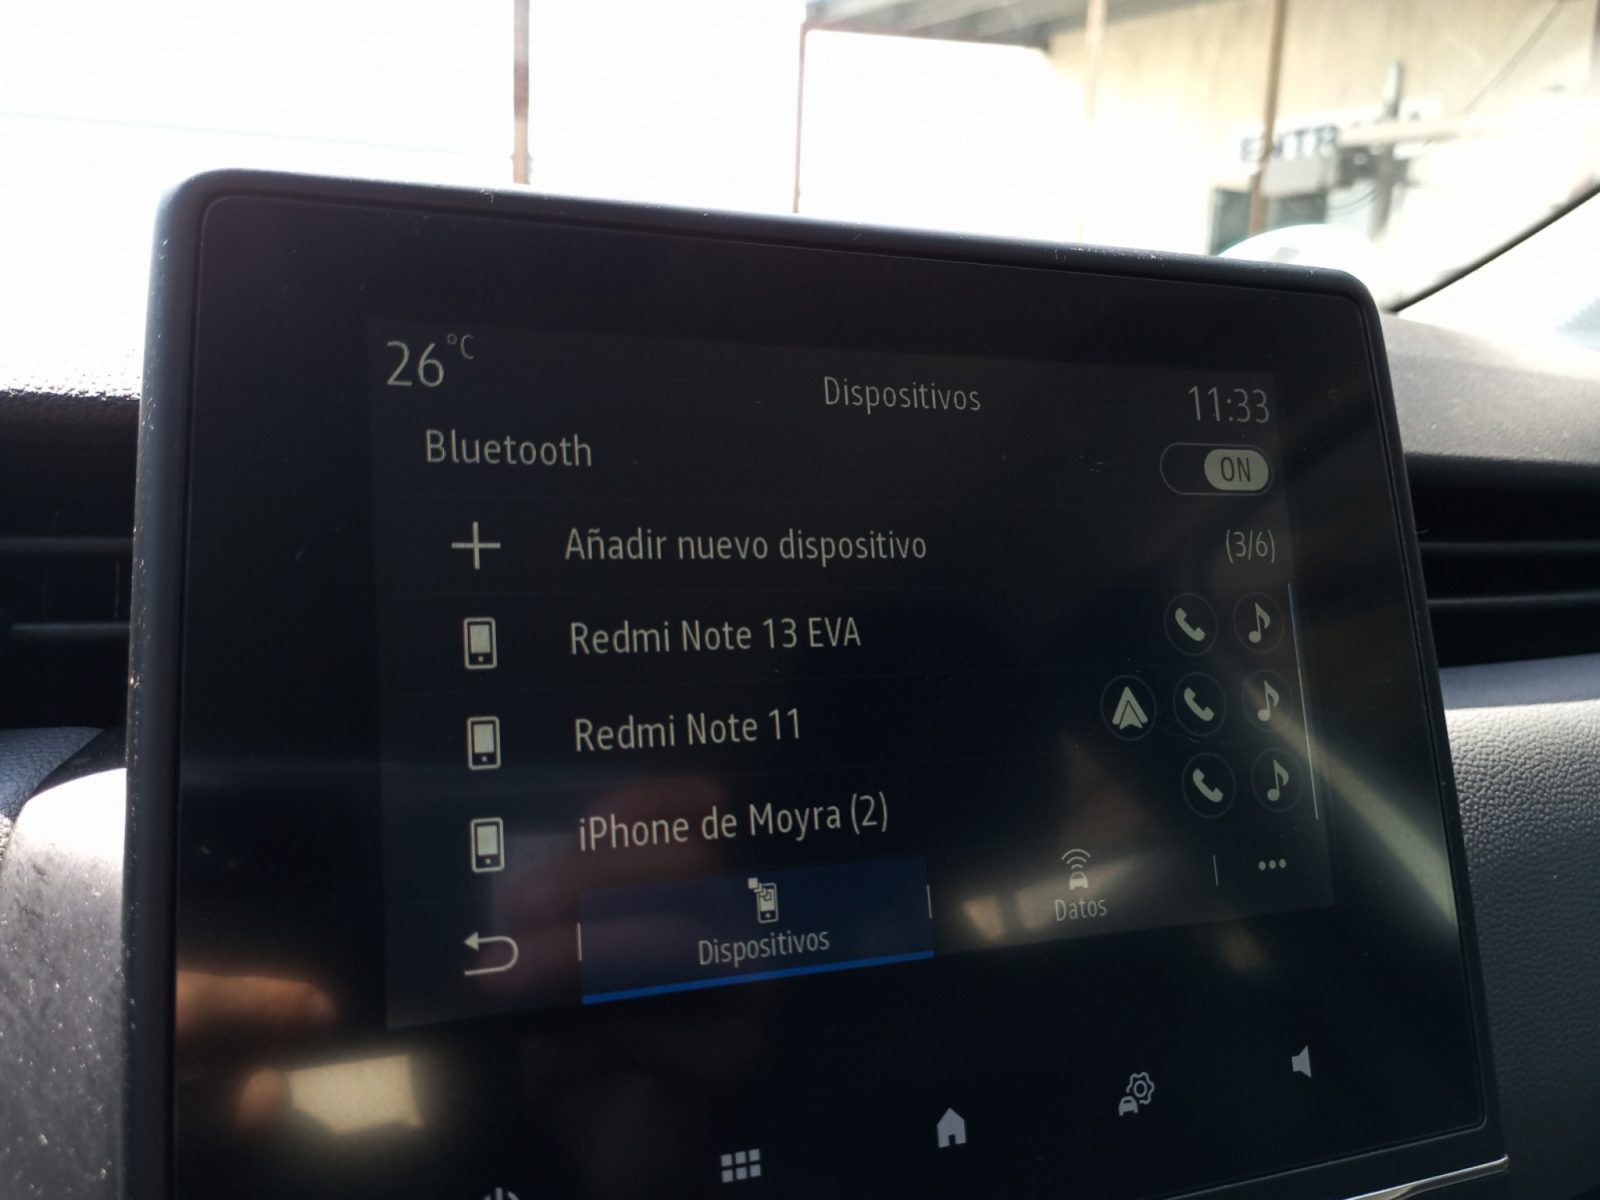 26°C
Dispositivos
11:33
Bluetooth
ON
Añadir nuevo dispositivo
(3/6)
Redmi Note 13 EVA
Redmi Note 11
iPhone de Moyra (2)
Dispositivos
Datos